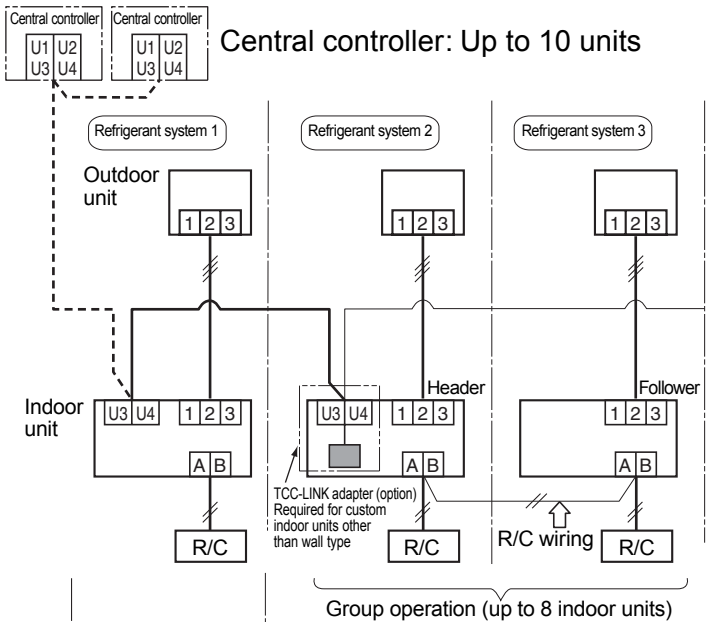 Central controller
Central controller
U1 U2
U3 U4
U1 U2
U3 U4
Central controller: Up to 10 units
Refrigerant system 1
Refrigerant system 2
Refrigerant system 3
Outdoor
unit
1 2 3
1 2 3
1 2 3
Header
Follower
Indoor
unit
U3 U4
1 2 3
U3 U4
1 2 3
1 2 3
A B
A B
A B
TCC-LINK adapter (option)
Required for custom
indoor units other
than wall type
R/C wiring
R/C
R/C
R/C
Group operation (up to 8 indoor units)